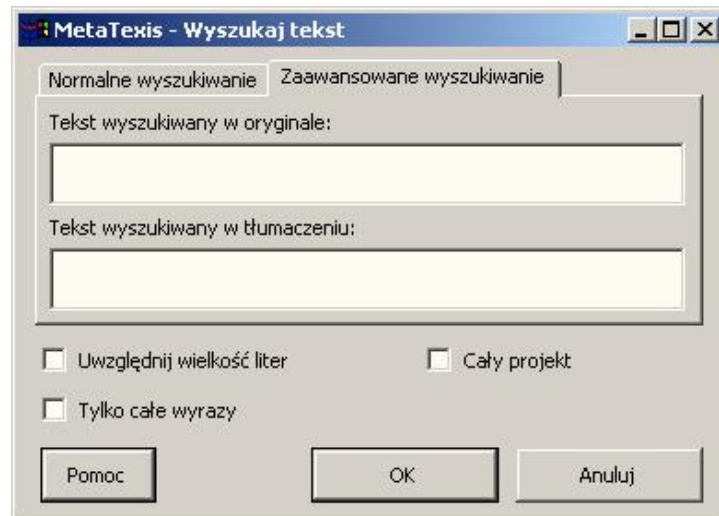 MetaTexis - Wyszukaj tekst
Normalne wyszukiwanie Zaawansowane wyszukiwanie
Tekst wyszukiwany w oryginale:
Tekst wyszukiwany w tłumaczeniu:
Uwzględnij wielkość liter Cały projekt
Tylko całe wyrazy
Pomoc OK Anuluj